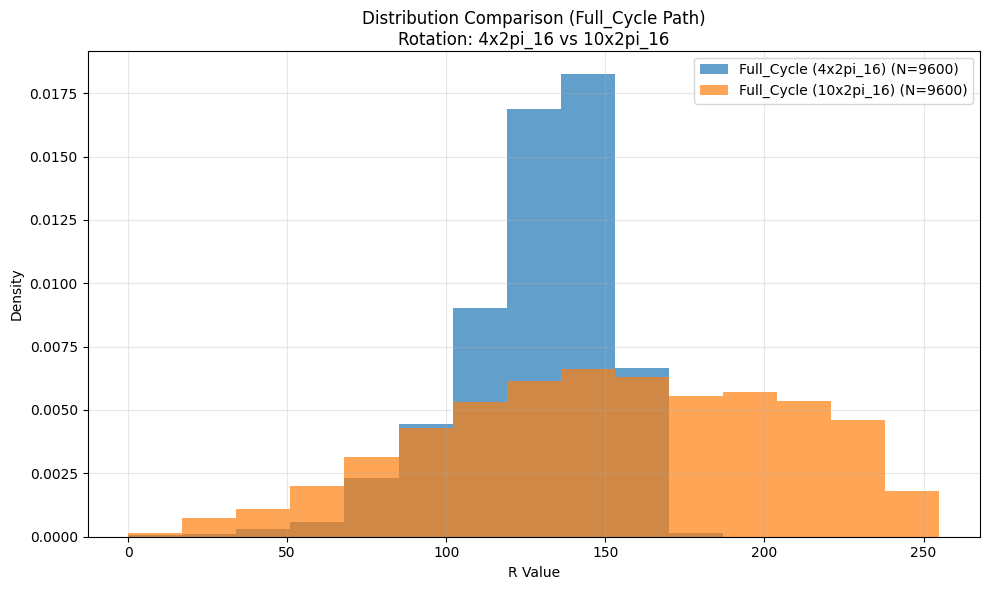 Distribution Comparison (Full_Cycle Path)
Rotation: 4x2pi_16 vs 10x2pi_16
Full_Cycle (4x2pi_16) (N=9600)
Full_Cycle (10x2pi_16) (N=9600)
0.0175
0.0150
0.0125
0.0100
0.0075
0.0050
0.0025
0.0000
Density
0 50 100 150 200 250
R Value